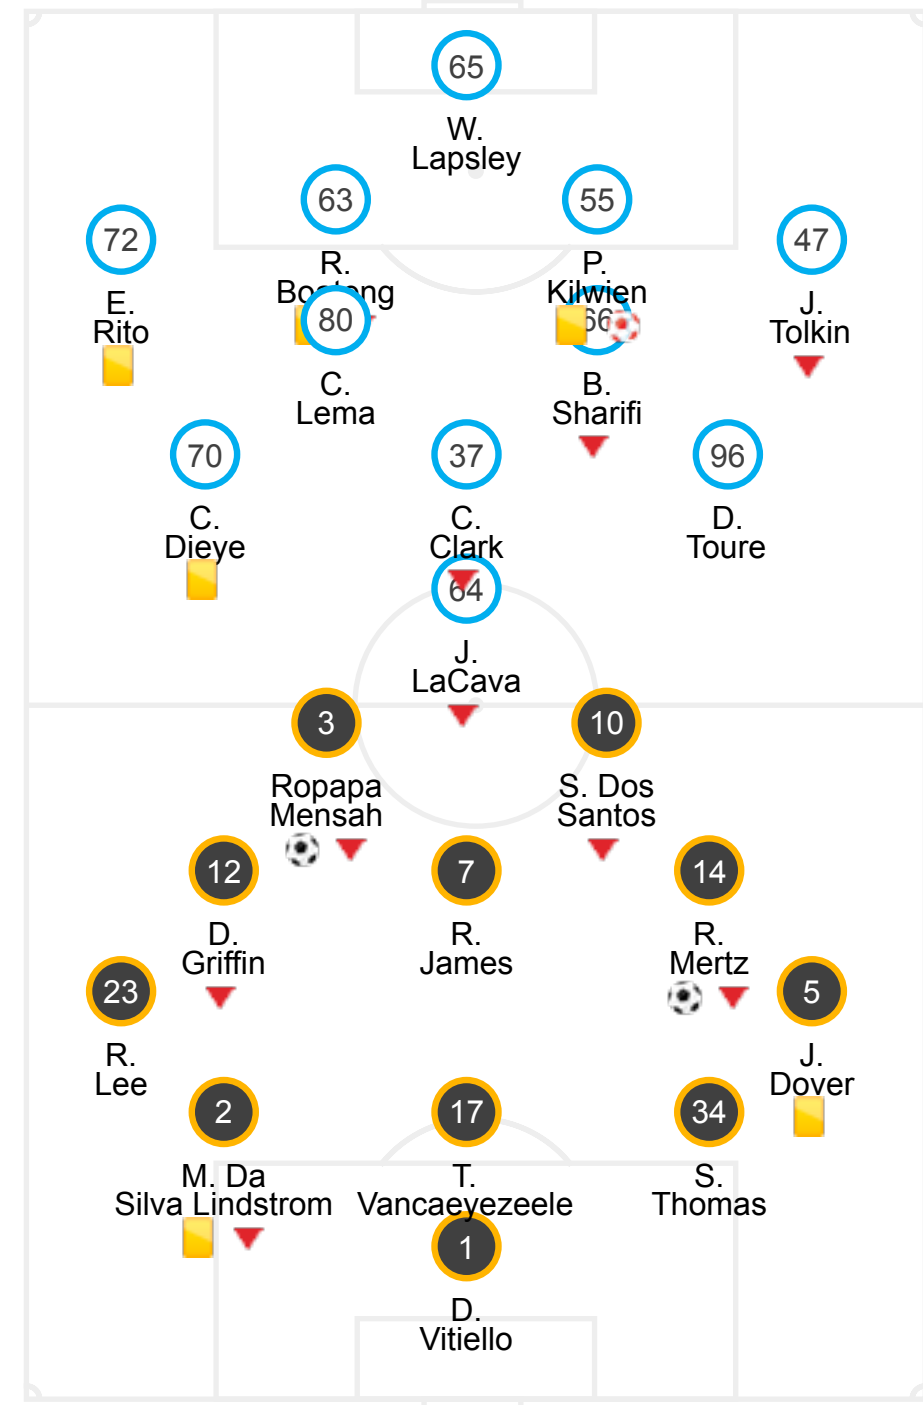 65
W.
Lapsley
63
55
72
47
R.
P.
Kilwien
E.
Rito
J.
Tolkin
80
66
C.
Lema
B.
Sharifi
70
37
96
C.
Dieye
C.
Clark
D.
Toure
64
J.
LaCava
3
10
Ropapa
Mensah
S. Dos
Santos
12
7
14
D.
Griffin
R.
James
R.
Mertz
23
5
R.
Lee
J.
Dover
2
17
34
M. Da
Silva Lindstrom
T.
Vancaeyezeele
S.
Thomas
1
D.
Vitiello